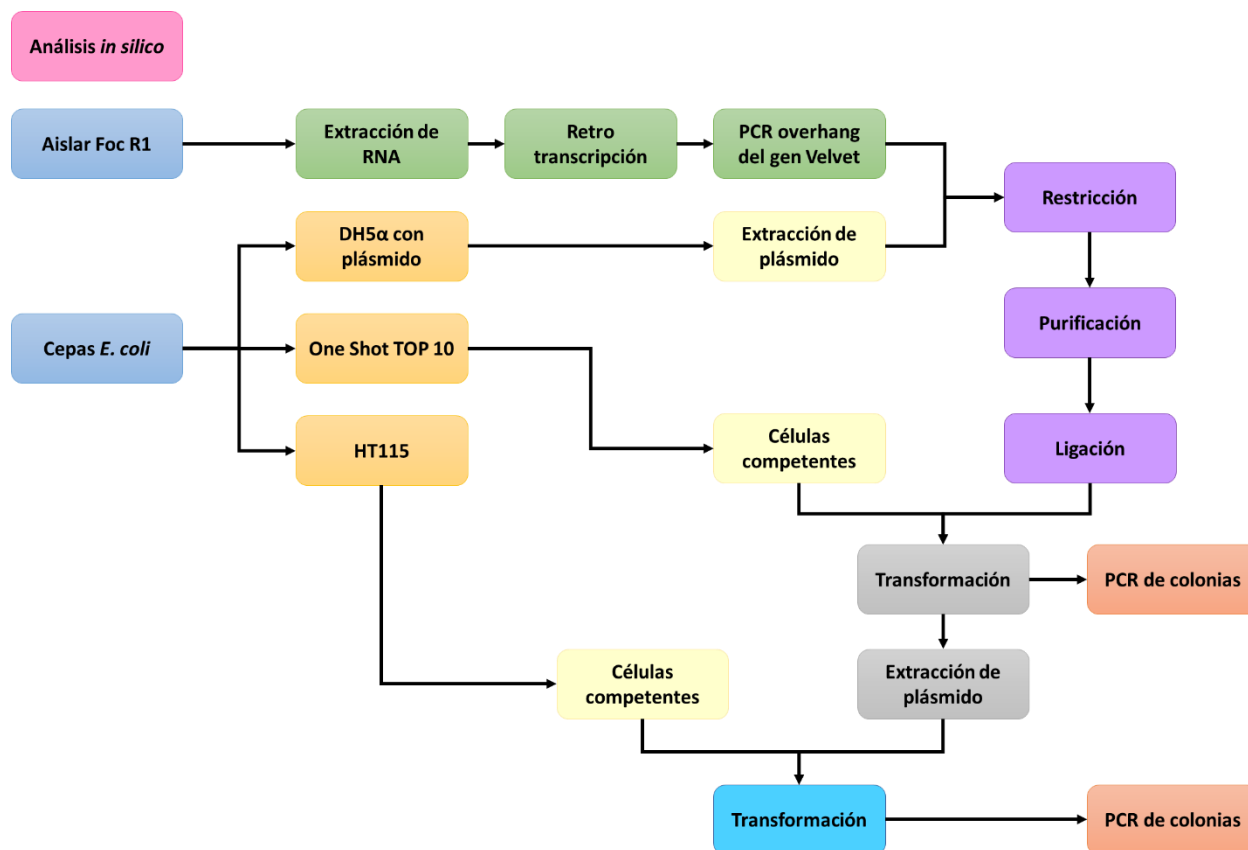 Análisis in silico
Aislar Foc R1
Extracción de
RNA
Retro
transcripción
PCR overhang
del gen Velvet
Restricción
DH5α con
plásmido
Extracción de
plásmido
Purificación
Cepas E. coli
One Shot TOP 10
HT115
Células
competentes
Ligación
Transformación
PCR de colonias
Células
competentes
Extracción de
plásmido
Transformación
PCR de colonias